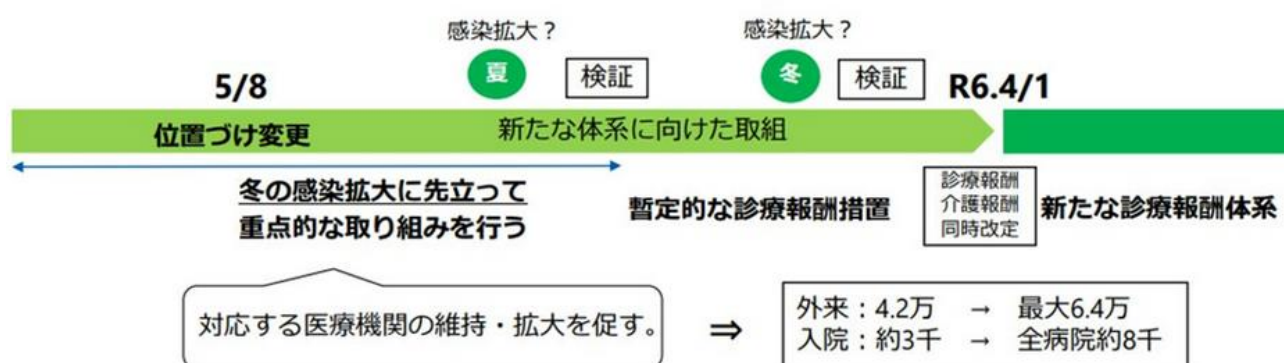 感染拡大？
感染拡大？
5/8
夏
検証
冬
検証
R6.4/1
位置づけ変更
新たな体系に向けた取組
冬の感染拡大に先立って
重点的な取り組みを行う
暫定的な診療報酬措置
診療報酬
介護報酬
同時改定
新たな診療報酬体系
対応する医療機関の維持・拡大を促す。
⇒
外来：4.2万 → 最大6.4万
入院：約3千 → 全病院約8千